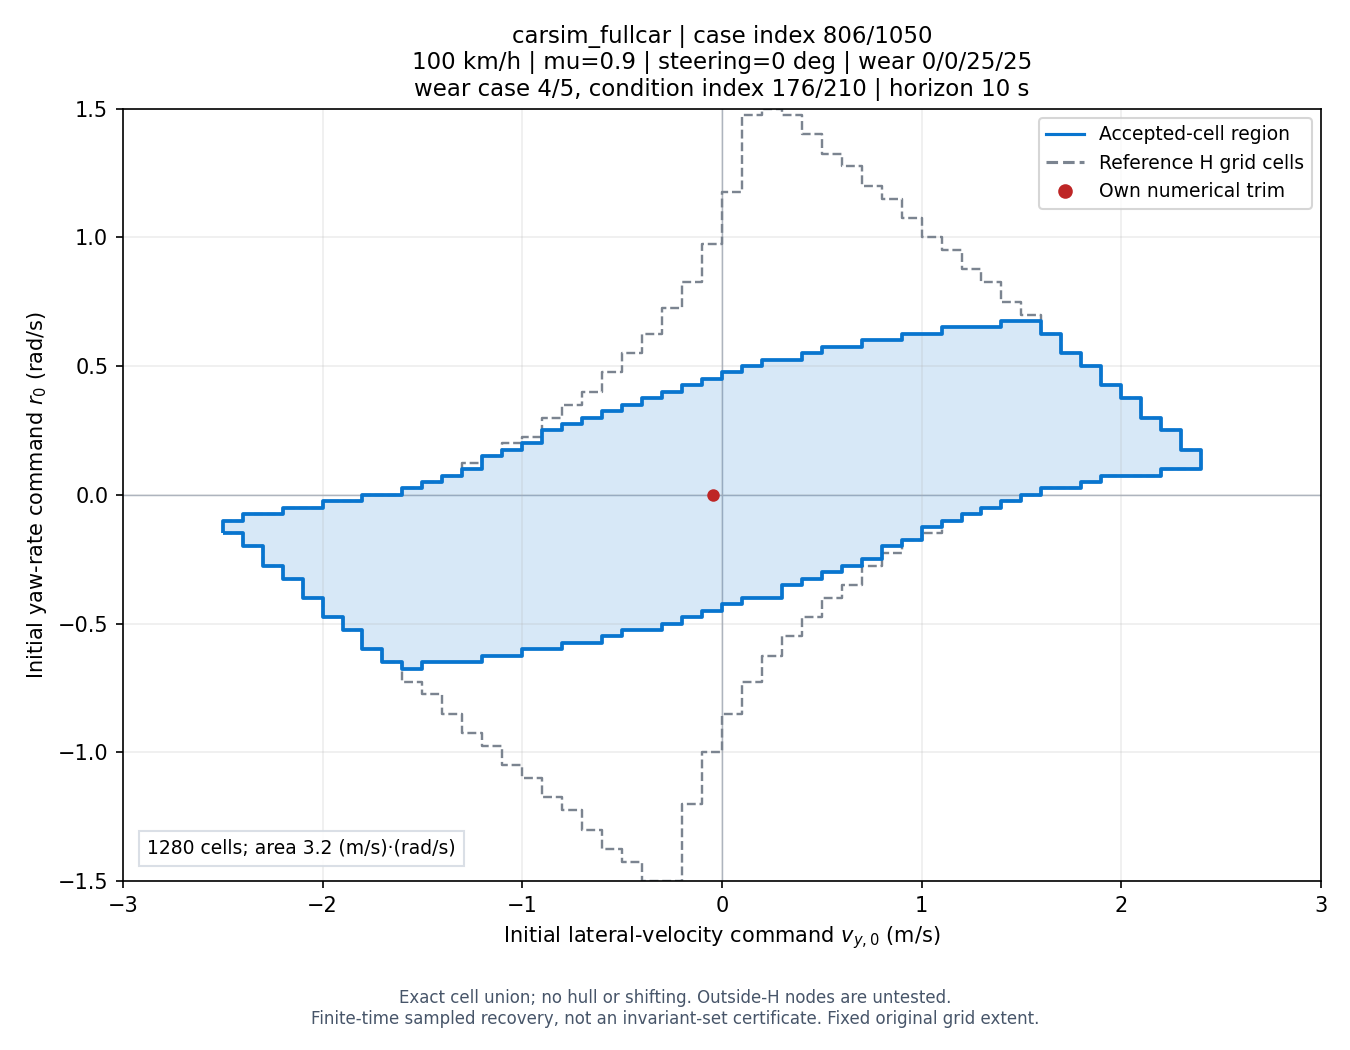 carsim_fullcar | case index 806/1050
100 km/h | mu=0.9 | steering=0 deg | wear 0/0/25/25
wear case 4/5, condition index 176/210 | horizon 10 s
Accepted-cell region
Reference H grid cells
Own numerical trim
Initial yaw-rate command r0 (rad/s)
1.5
1.0
0.5
0.0
−0.5
−1.0
−1.5
1280 cells; area 3.2 (m/s)·(rad/s)
−3
−2
−1
0
1
2
3
Initial lateral-velocity command vy,0 (m/s)
Exact cell union; no hull or shifting. Outside-H nodes are untested.
Finite-time sampled recovery, not an invariant-set certificate. Fixed original grid extent.